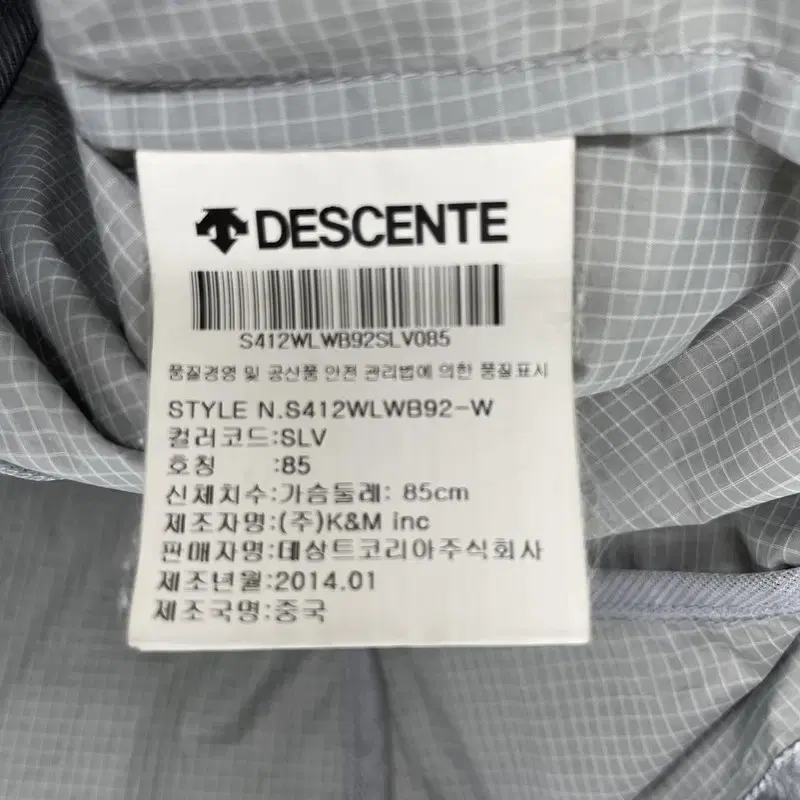 DESCENTE
S412WLWB92SLV085
품질경영 및 공산품 안전 관리법에 의한 품질표시
STYLE N.S412WLWB92-W
컬러코드:SLV
호칭 :85
신체치수:가슴둘레: 85cm
제조자명:(주)K&M inc
판매자명:데상트코리아주식회사
제조년월:2014.01
제조국명:중국